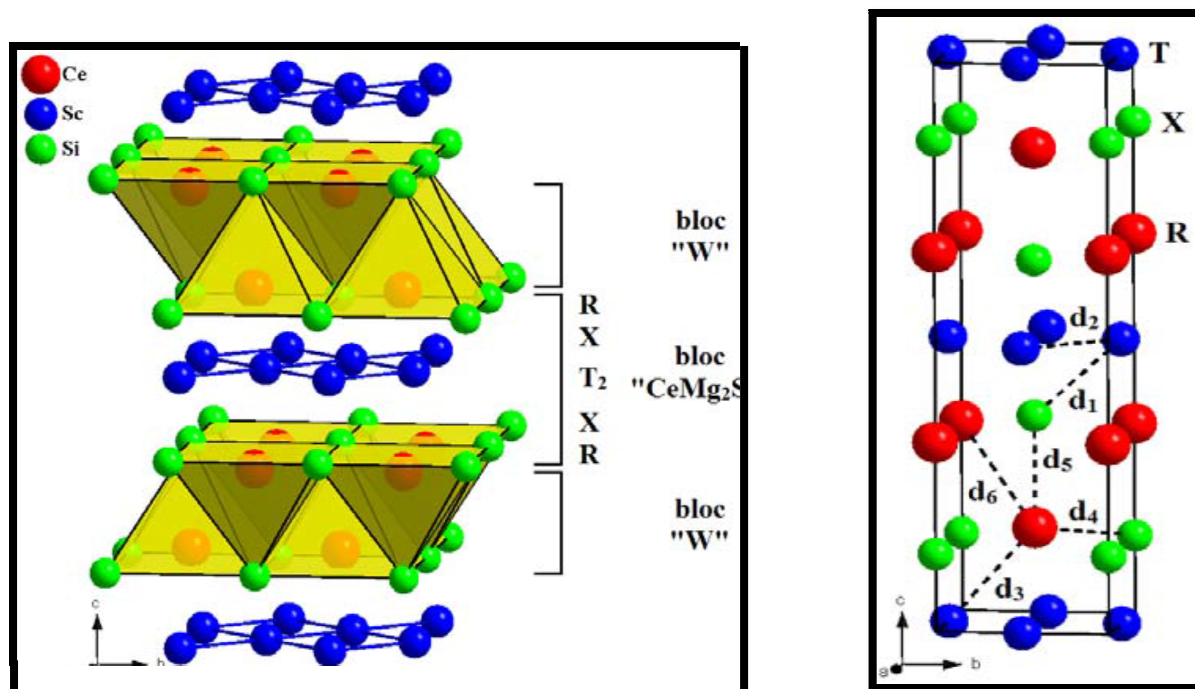 Ce
Sc
Si
bloc
"W"
R
X
T₂
X
R
bloc
"CeMg₂S
bloc
"W"
c
b
T
X
R
d₂
d₁
d₅
d₆
d₄
d₃
c
a
b